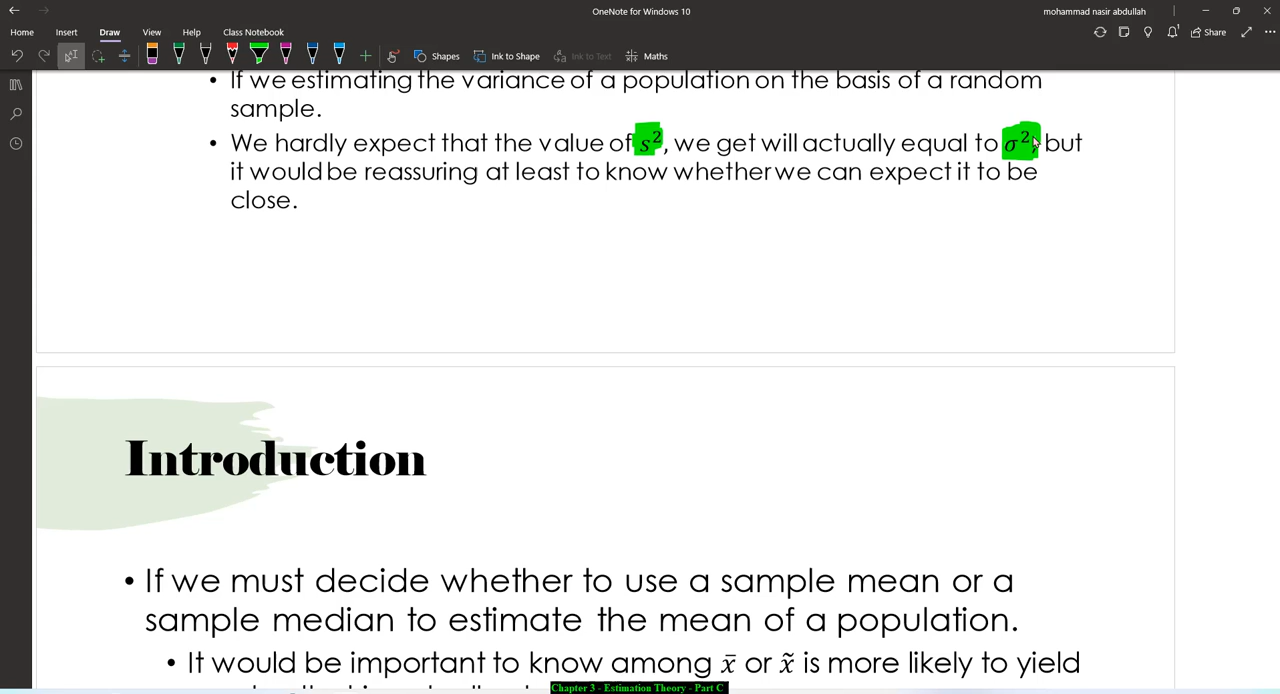 OneNote for Windows 10
mohammad nasir abdullah
Home Insert Draw View Help Class Notebook
Share
Shapes Ink to Shape Ink to Text Maths
• If we estimating the variance of a population on the basis of a random
sample.
• We hardly expect that the value of s², we get will actually equal to σ², but
it would be reassuring at least to know whether we can expect it to be
close.
Introduction
• If we must decide whether to use a sample mean or a
sample median to estimate the mean of a population.
• It would be important to know among x̄ or x̃ is more likely to yield
Chapter 3 - Estimation Theory - Part C